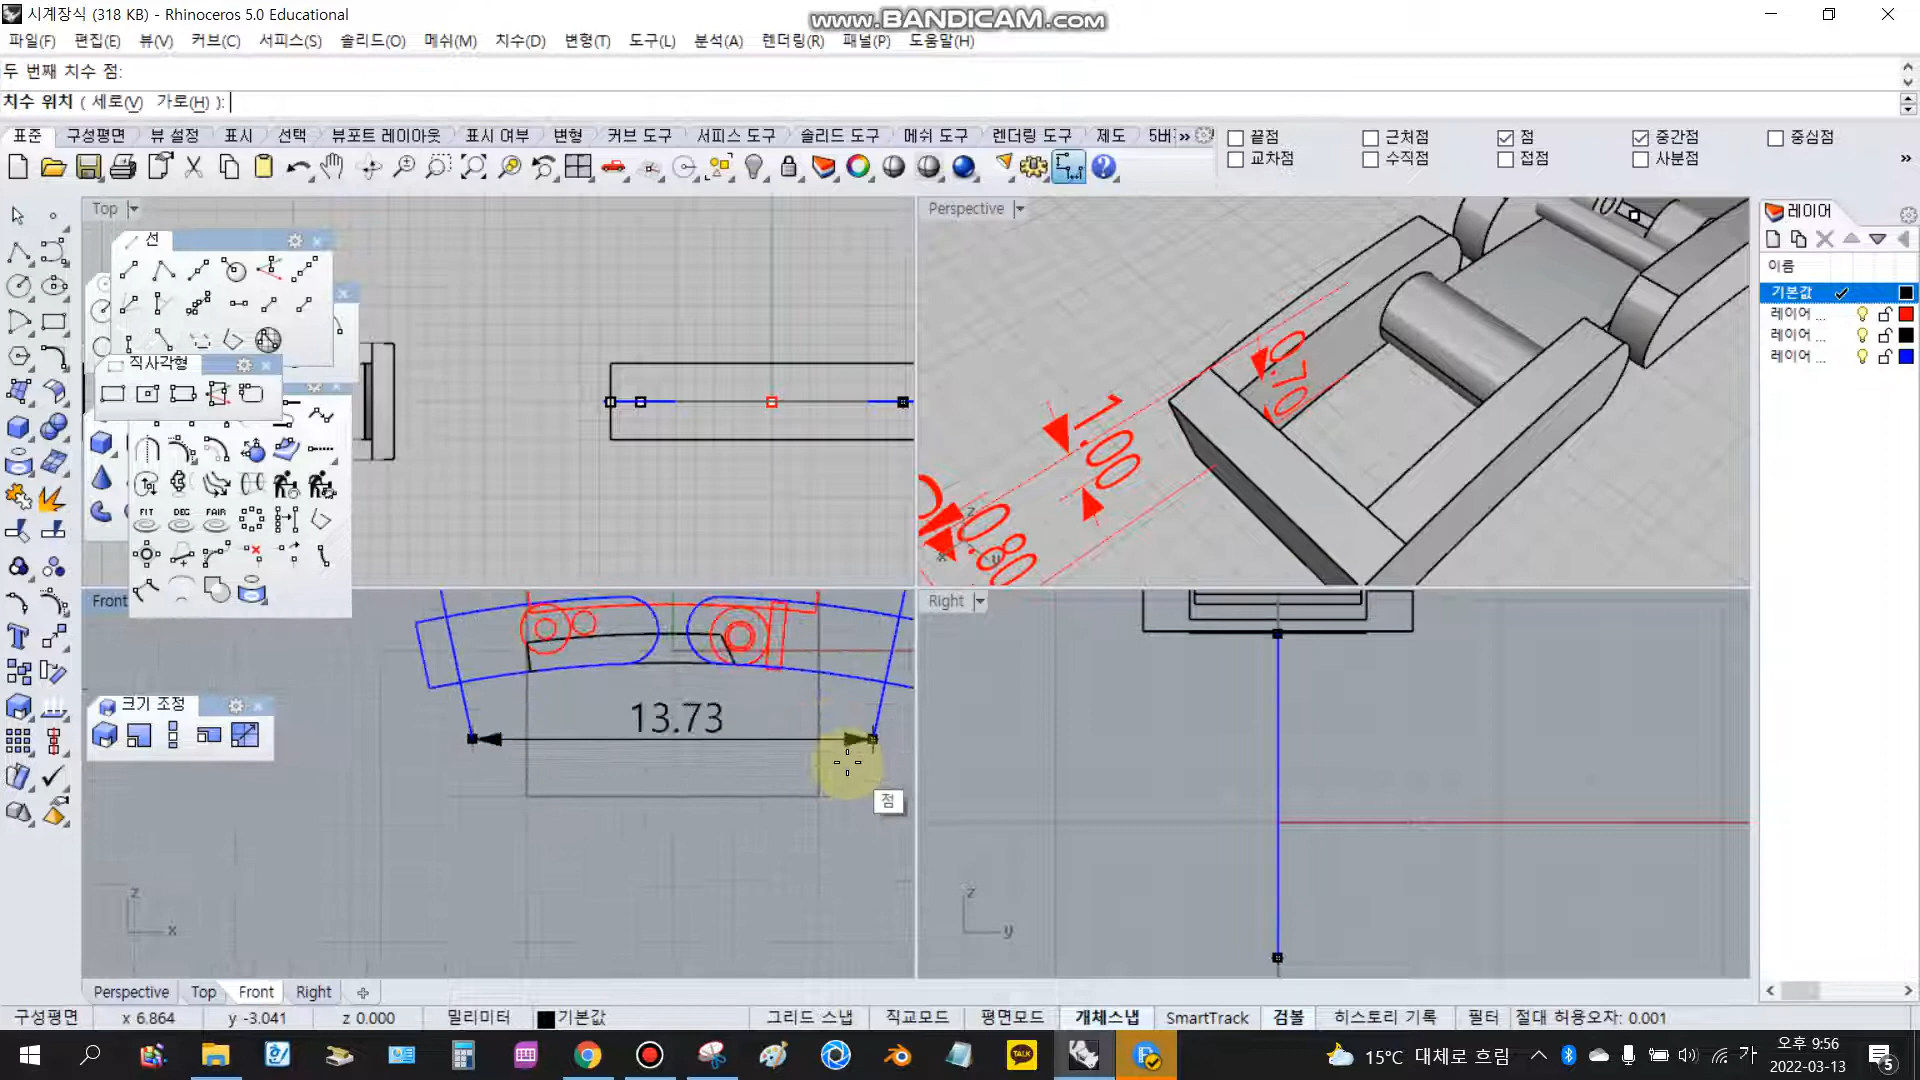 시계장식 (318 KB) - Rhinoceros 5.0 Educational
www.BANDICAM.com
파일(F) 편집(E) 뷰(V) 커브(C) 서피스(S) 솔리드(O) 메쉬(M) 치수(D) 변형(T) 도구(L) 분석(A) 렌더링(R) 패널(P) 도움말(H)
두 번째 치수 점:
치수 위치 ( 세로(V) 가로(H) ):
표준 구성평면 뷰 설정 표시 선택 뷰포트 레이아웃 표시 여부 변형 커브 도구 서피스 도구 솔리드 도구 메쉬 도구 렌더링 도구 제도 5버 »
끝점 근처점 점 중간점 중심점
교차점 수직점 접점 사분점 »
Top
Perspective
레이어
선
이름
기본값
레이어 ...
레이어 ...
레이어 ...
직사각형
0.70
1.00
0.80
FIT DEG FAIR
Front
Right
크기 조정
13.73
점
z
x
z
y
Perspective Top Front Right
구성평면 x 6.864 y -3.041 z 0.000 밀리미터 기본값 그리드 스냅 직교모드 평면모드 개체스냅 SmartTrack 검볼 히스토리 기록 필터 절대 허용오차: 0.001
TALK
15°C 대체로 흐림
가
오후 9:56
2022-03-13
5